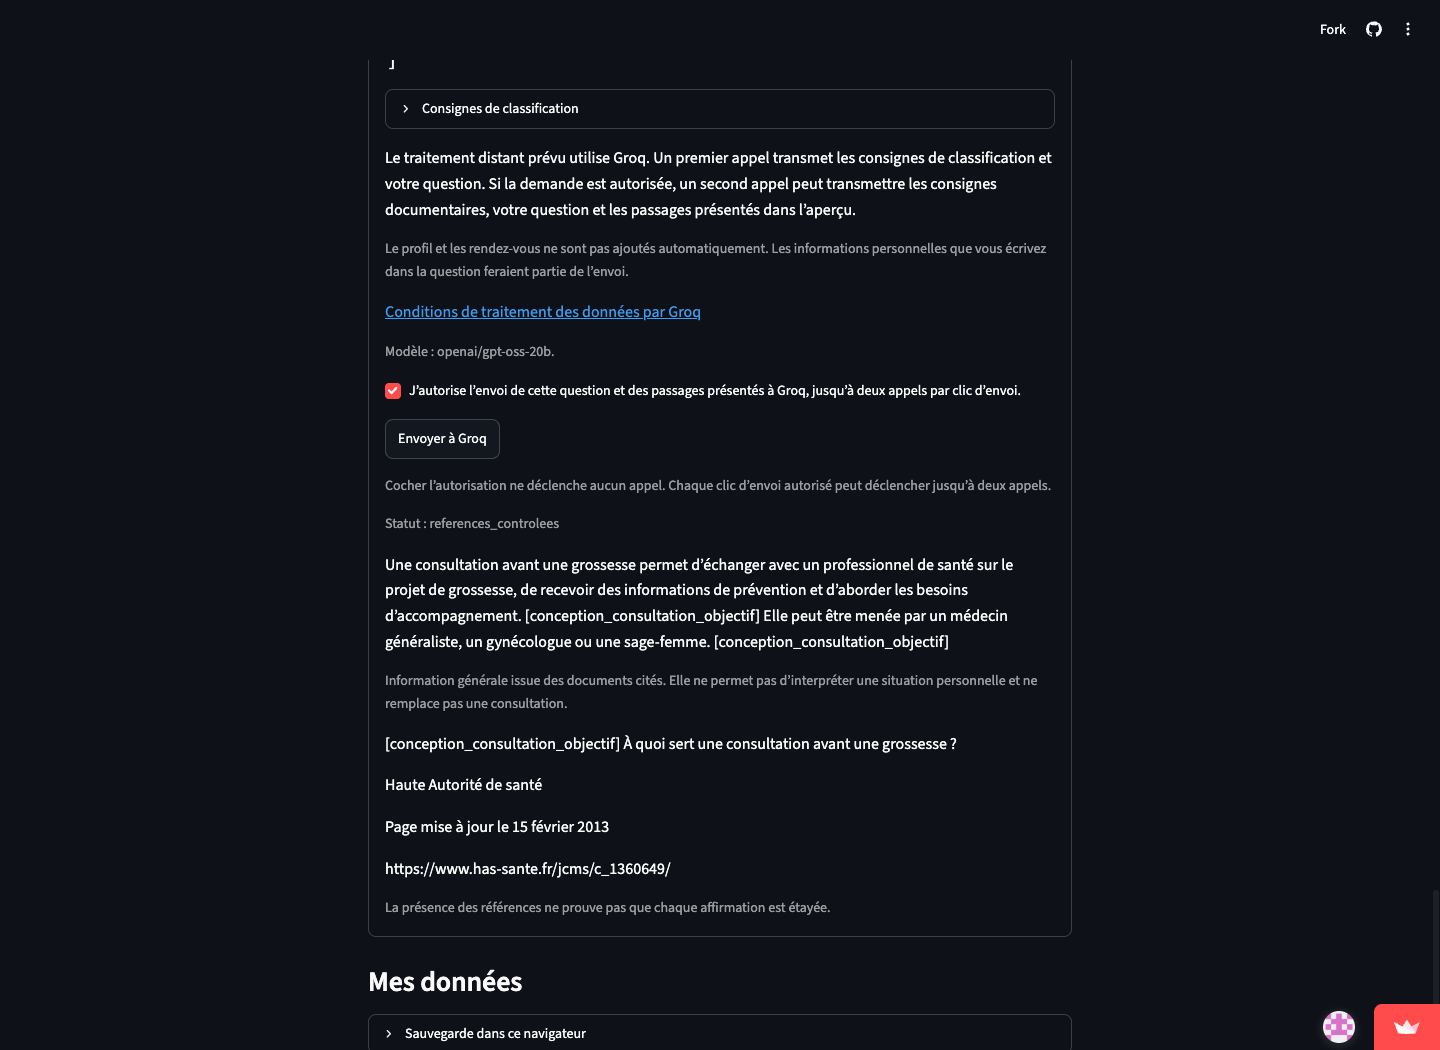 Fork
]
Consignes de classification
Le traitement distant prévu utilise Groq. Un premier appel transmet les consignes de classification et
votre question. Si la demande est autorisée, un second appel peut transmettre les consignes
documentaires, votre question et les passages présentés dans l’aperçu.
Le profil et les rendez-vous ne sont pas ajoutés automatiquement. Les informations personnelles que vous écrivez
dans la question feraient partie de l’envoi.
Conditions de traitement des données par Groq
Modèle : openai/gpt-oss-20b.
J’autorise l’envoi de cette question et des passages présentés à Groq, jusqu’à deux appels par clic d’envoi.
Envoyer à Groq
Cocher l’autorisation ne déclenche aucun appel. Chaque clic d’envoi autorisé peut déclencher jusqu’à deux appels.
Statut : references_controlees
Une consultation avant une grossesse permet d’échanger avec un professionnel de santé sur le
projet de grossesse, de recevoir des informations de prévention et d’aborder les besoins
d’accompagnement. [conception_consultation_objectif] Elle peut être menée par un médecin
généraliste, un gynécologue ou une sage-femme. [conception_consultation_objectif]
Information générale issue des documents cités. Elle ne permet pas d’interpréter une situation personnelle et ne
remplace pas une consultation.
[conception_consultation_objectif] À quoi sert une consultation avant une grossesse ?
Haute Autorité de santé
Page mise à jour le 15 février 2013
https://www.has-sante.fr/jcms/c_1360649/
La présence des références ne prouve pas que chaque affirmation est étayée.
Mes données
Sauvegarde dans ce navigateur